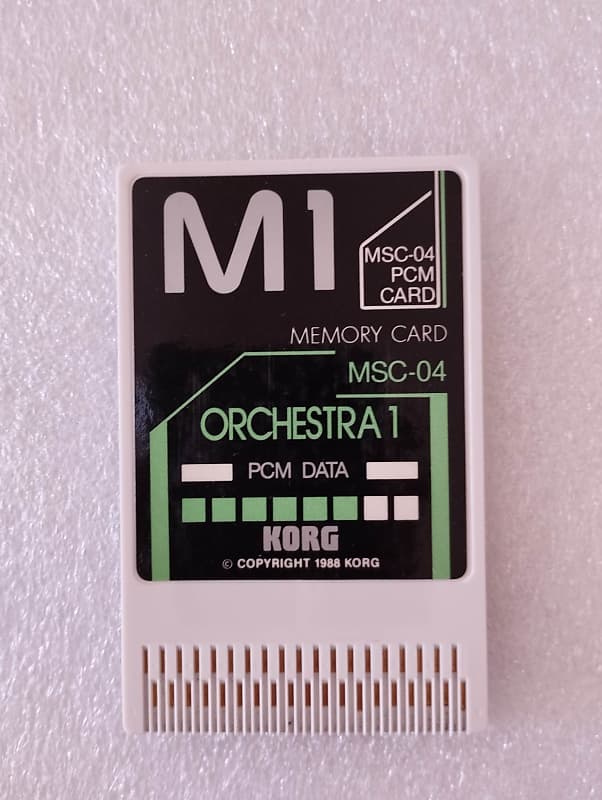 M1
MSC-04
PCM
CARD
MEMORY CARD
MSC-04
ORCHESTRA 1
PCM DATA
KORG
© COPYRIGHT 1988 KORG